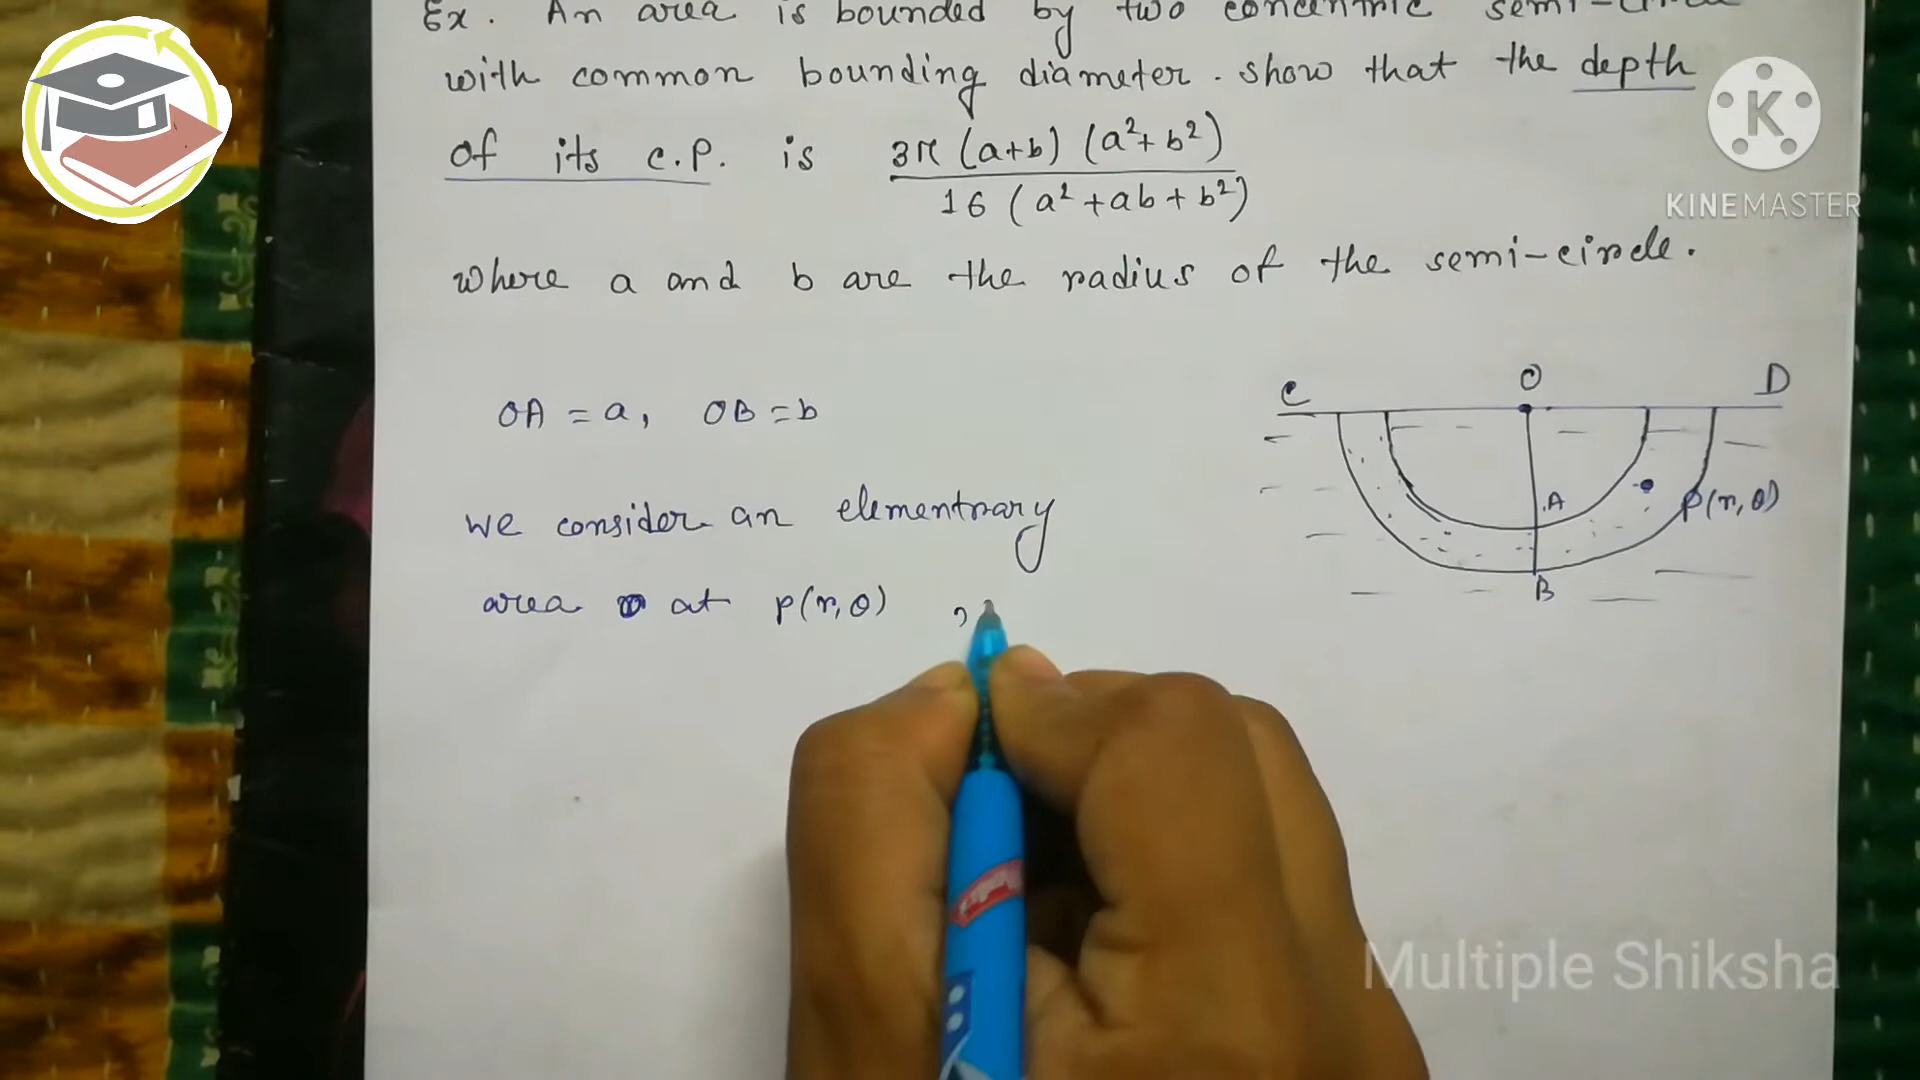 Ex. An area is bounded by two concentric semi-circle
with common bounding diameter. show that the depth
of its c.p. is 3π (a+b) (a²+b²) / 16 (a²+ab+b²)
where a and b are the radius of the semi-circle.
OA = a, OB = b
we consider an elementrary
area at p(r,θ) ,
C O D
A
P(r,θ)
B
K
KINEMASTER
Multiple Shiksha